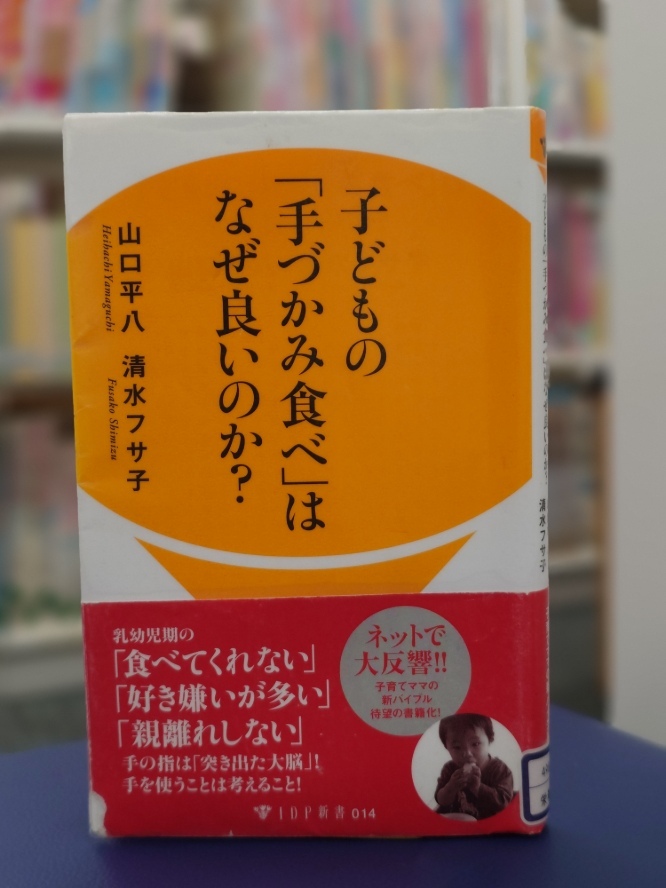 子どもの
「手づかみ食べ」は
なぜ良いのか？
山口平八 清水フサ子
Heihachi Yamaguchi Fusako Shimizu
乳幼児期の
「食べてくれない」
「好き嫌いが多い」
「親離れしない」
手の指は「突き出た大脳」！
手を使うことは考えること！
ネットで
大反響!!
子育てママの
新バイブル
待望の書籍化！
IDP新書 014
清水フサ子